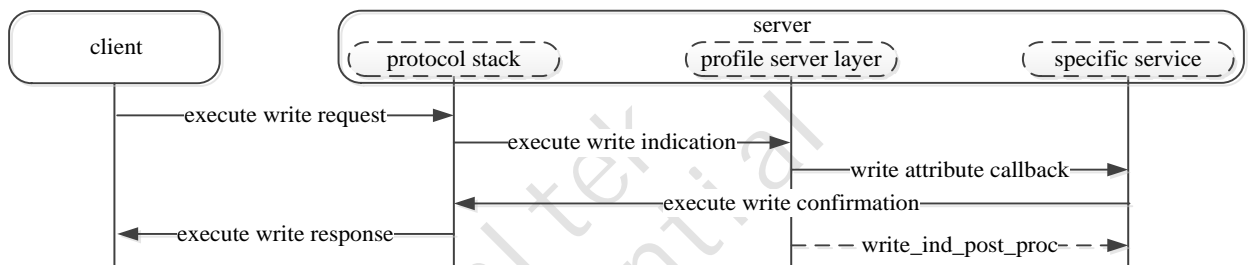 server
client
protocol stack
profile server layer
specific service
execute write request
execute write indication
write attribute callback
execute write confirmation
execute write response
write_ind_post_proc